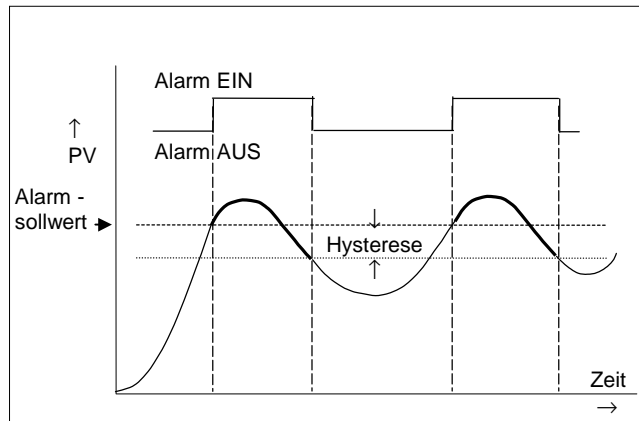 Alarm EIN
↑
PV
Alarm AUS
Alarm -
sollwert
↓
Hysterese
↑
Zeit
→